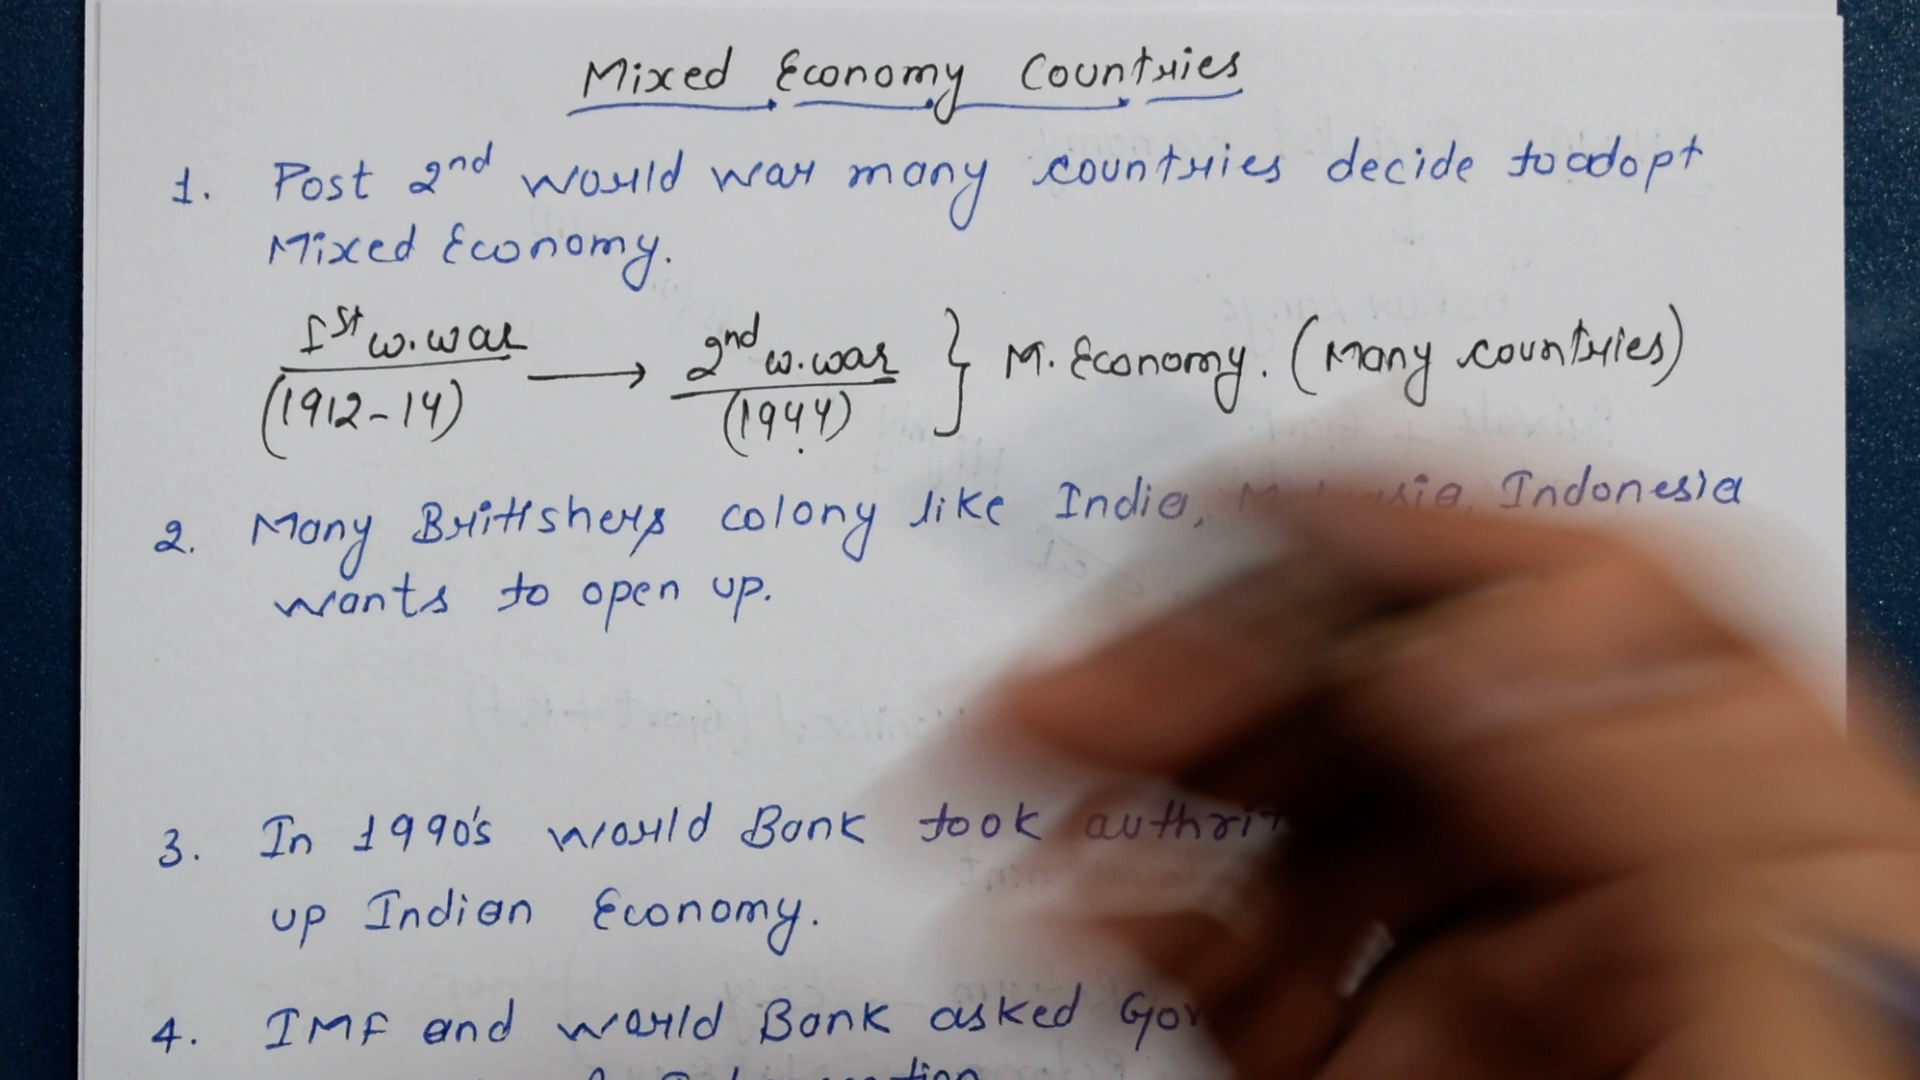 Mixed Economy Countries
1. Post 2nd world war many countries decide to adopt
Mixed Economy.
1st w.war → 2nd w.war } M. Economy. (Many countries)
(1912-14) (1944)
2. Many Brittshers colony like India, Indonesia
wants to open up.
3. In 1990's world Bank took
up Indian Economy.
4. IMF and world Bank asked